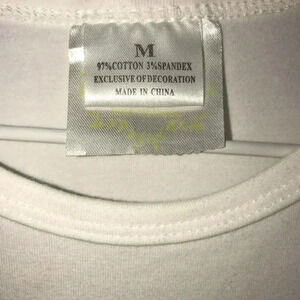 M
97%COTTON 3%SPANDEX
EXCLUSIVE OF DECORATION
MADE IN CHINA